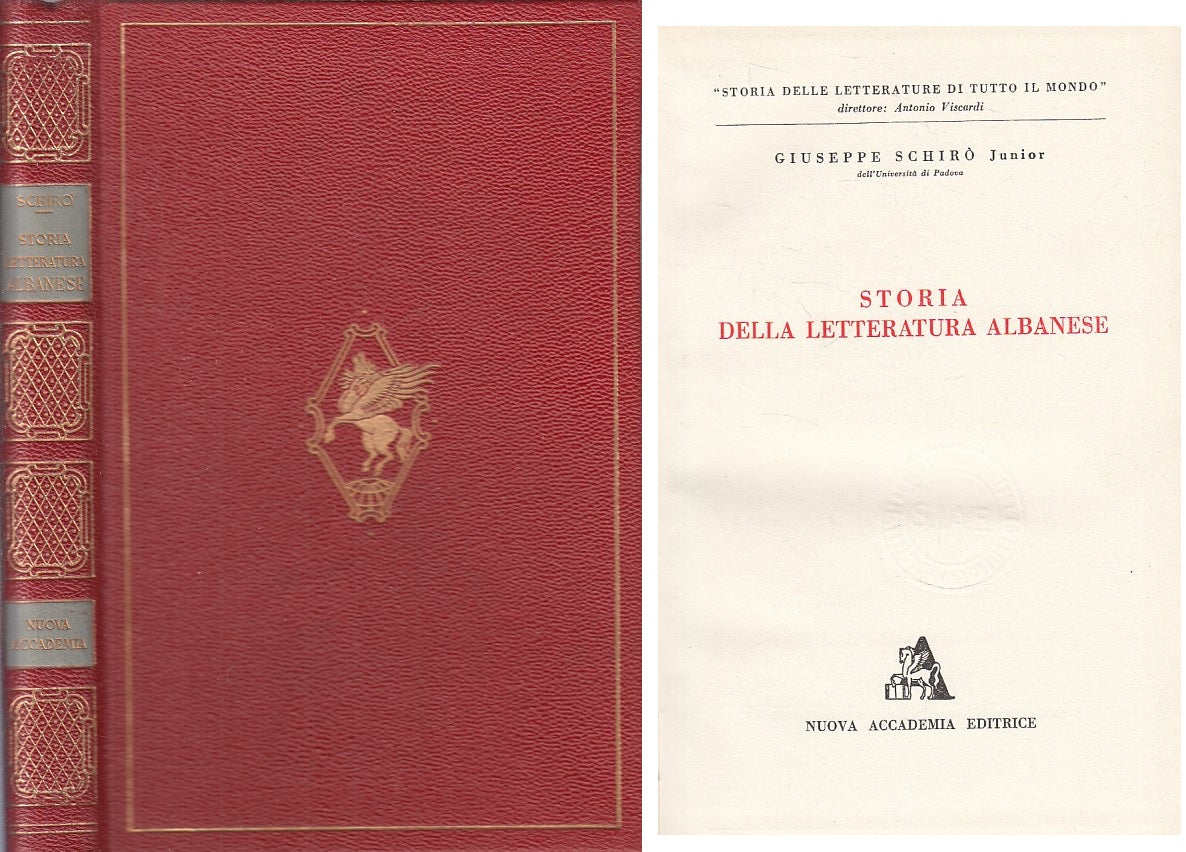 SCHIRO'
STORIA
LETTERATURA
ALBANESE
NUOVA
ACCADEMIA
"STORIA DELLE LETTERATURE DI TUTTO IL MONDO"
direttore: Antonio Viscardi
GIUSEPPE SCHIRÒ Junior
dell'Università di Padova
STORIA
DELLA LETTERATURA ALBANESE
NUOVA ACCADEMIA EDITRICE